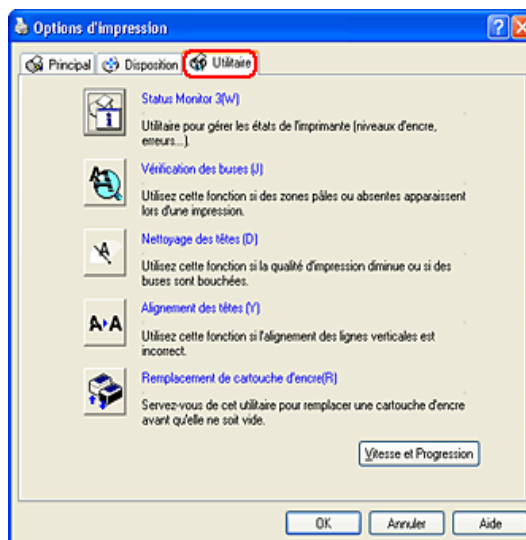 Options d'impression
Principal Disposition Utilitaire
Status Monitor 3(W)
Utilitaire pour gérer les états de l'imprimante (niveaux d'encre,
erreurs...).
Vérification des buses (J)
Utilisez cette fonction si des zones pâles ou absentes apparaissent
lors d'une impression.
Nettoyage des têtes (D)
Utilisez cette fonction si la qualité d'impression diminue ou si des
buses sont bouchées.
Alignement des têtes (Y)
Utilisez cette fonction si l'alignement des lignes verticales est
incorrect.
Remplacement de cartouche d'encre(R)
Servez-vous de cet utilitaire pour remplacer une cartouche d'encre
avant qu'elle ne soit vide.
Vitesse et Progression
OK Annuler Aide